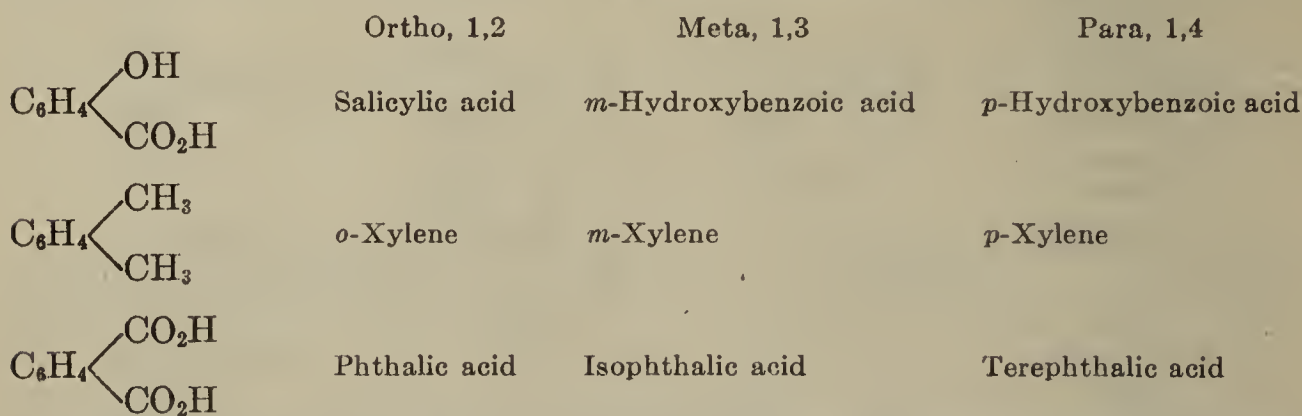 Ortho, 1,2 Meta, 1,3 Para, 1,4
OH
C₆H₄ Salicylic acid m-Hydroxybenzoic acid p-Hydroxybenzoic acid
CO₂H
CH₃
C₆H₄ o-Xylene m-Xylene p-Xylene
CH₃
CO₂H
C₆H₄ Phthalic acid Isophthalic acid Terephthalic acid
CO₂H